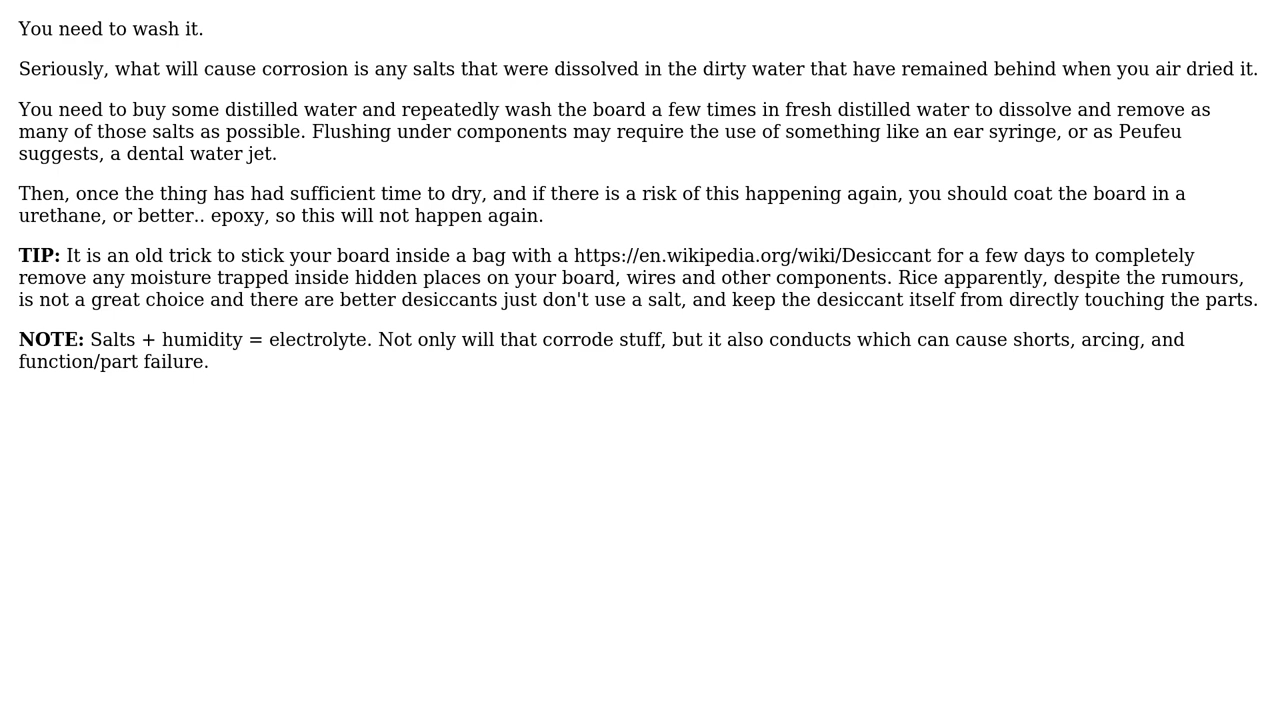 You need to wash it.
Seriously, what will cause corrosion is any salts that were dissolved in the dirty water that have remained behind when you air dried it.
You need to buy some distilled water and repeatedly wash the board a few times in fresh distilled water to dissolve and remove as
many of those salts as possible. Flushing under components may require the use of something like an ear syringe, or as Peufeu
suggests, a dental water jet.
Then, once the thing has had sufficient time to dry, and if there is a risk of this happening again, you should coat the board in a
urethane, or better.. epoxy, so this will not happen again.
TIP: It is an old trick to stick your board inside a bag with a https://en.wikipedia.org/wiki/Desiccant for a few days to completely
remove any moisture trapped inside hidden places on your board, wires and other components. Rice apparently, despite the rumours,
is not a great choice and there are better desiccants just don't use a salt, and keep the desiccant itself from directly touching the parts.
NOTE: Salts + humidity = electrolyte. Not only will that corrode stuff, but it also conducts which can cause shorts, arcing, and
function/part failure.